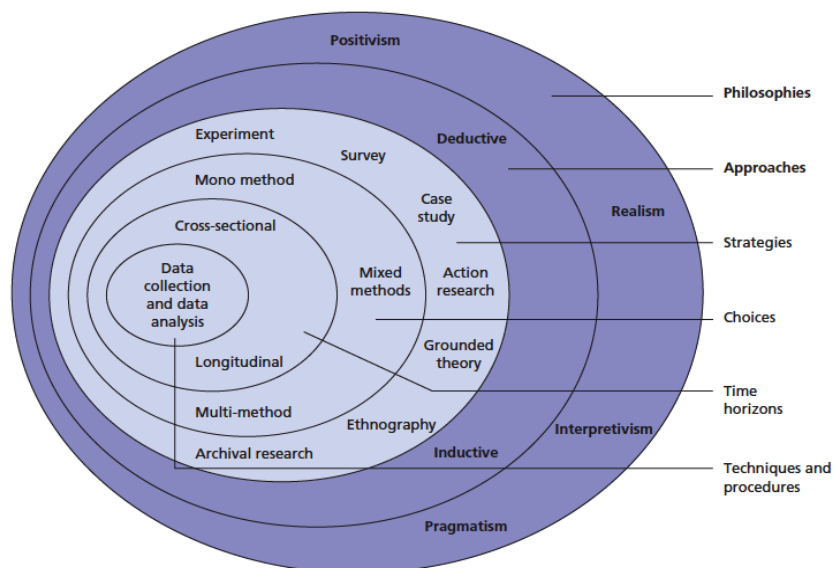 Positivism
Philosophies
Experiment
Deductive
Survey
Approaches
Mono method
Case
study
Realism
Cross-sectional
Strategies
Data
collection
and data
analysis
Mixed
methods
Action
research
Choices
Grounded
theory
Longitudinal
Time
horizons
Multi-method
Ethnography
Interpretivism
Archival research
Inductive
Techniques and
procedures
Pragmatism